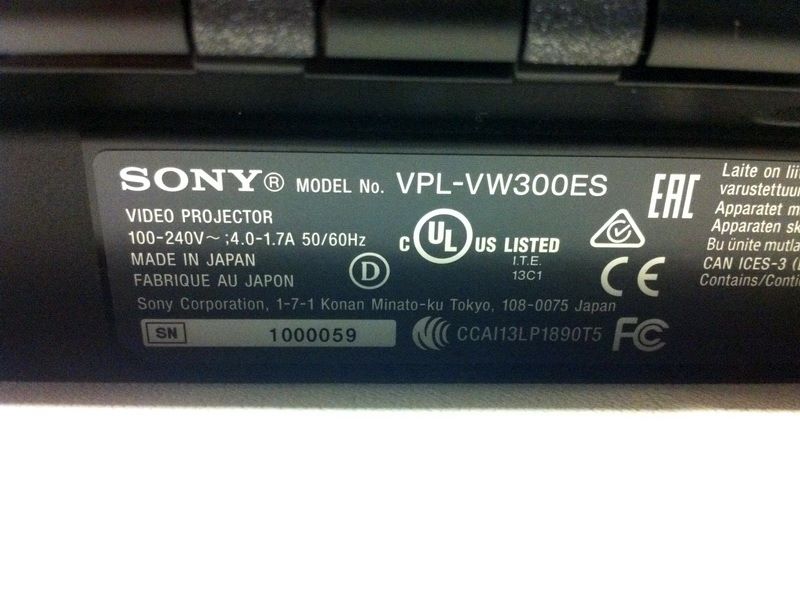 SONY® MODEL No. VPL-VW300ES
VIDEO PROJECTOR
100-240V~ ;4.0-1.7A 50/60Hz
MADE IN JAPAN
FABRIQUE AU JAPON
D
C UL US LISTED
I.T.E.
13C1
EAC
CE
Laite on
varustettuun
Apparatet m
Apparaten sk
Bu ünite mutla
CAN ICES-3
Contains/Conti
Sony Corporation, 1-7-1 Konan Minato-ku Tokyo, 108-0075 Japan
SN 1000059
CCAI13LP1890T5 FC